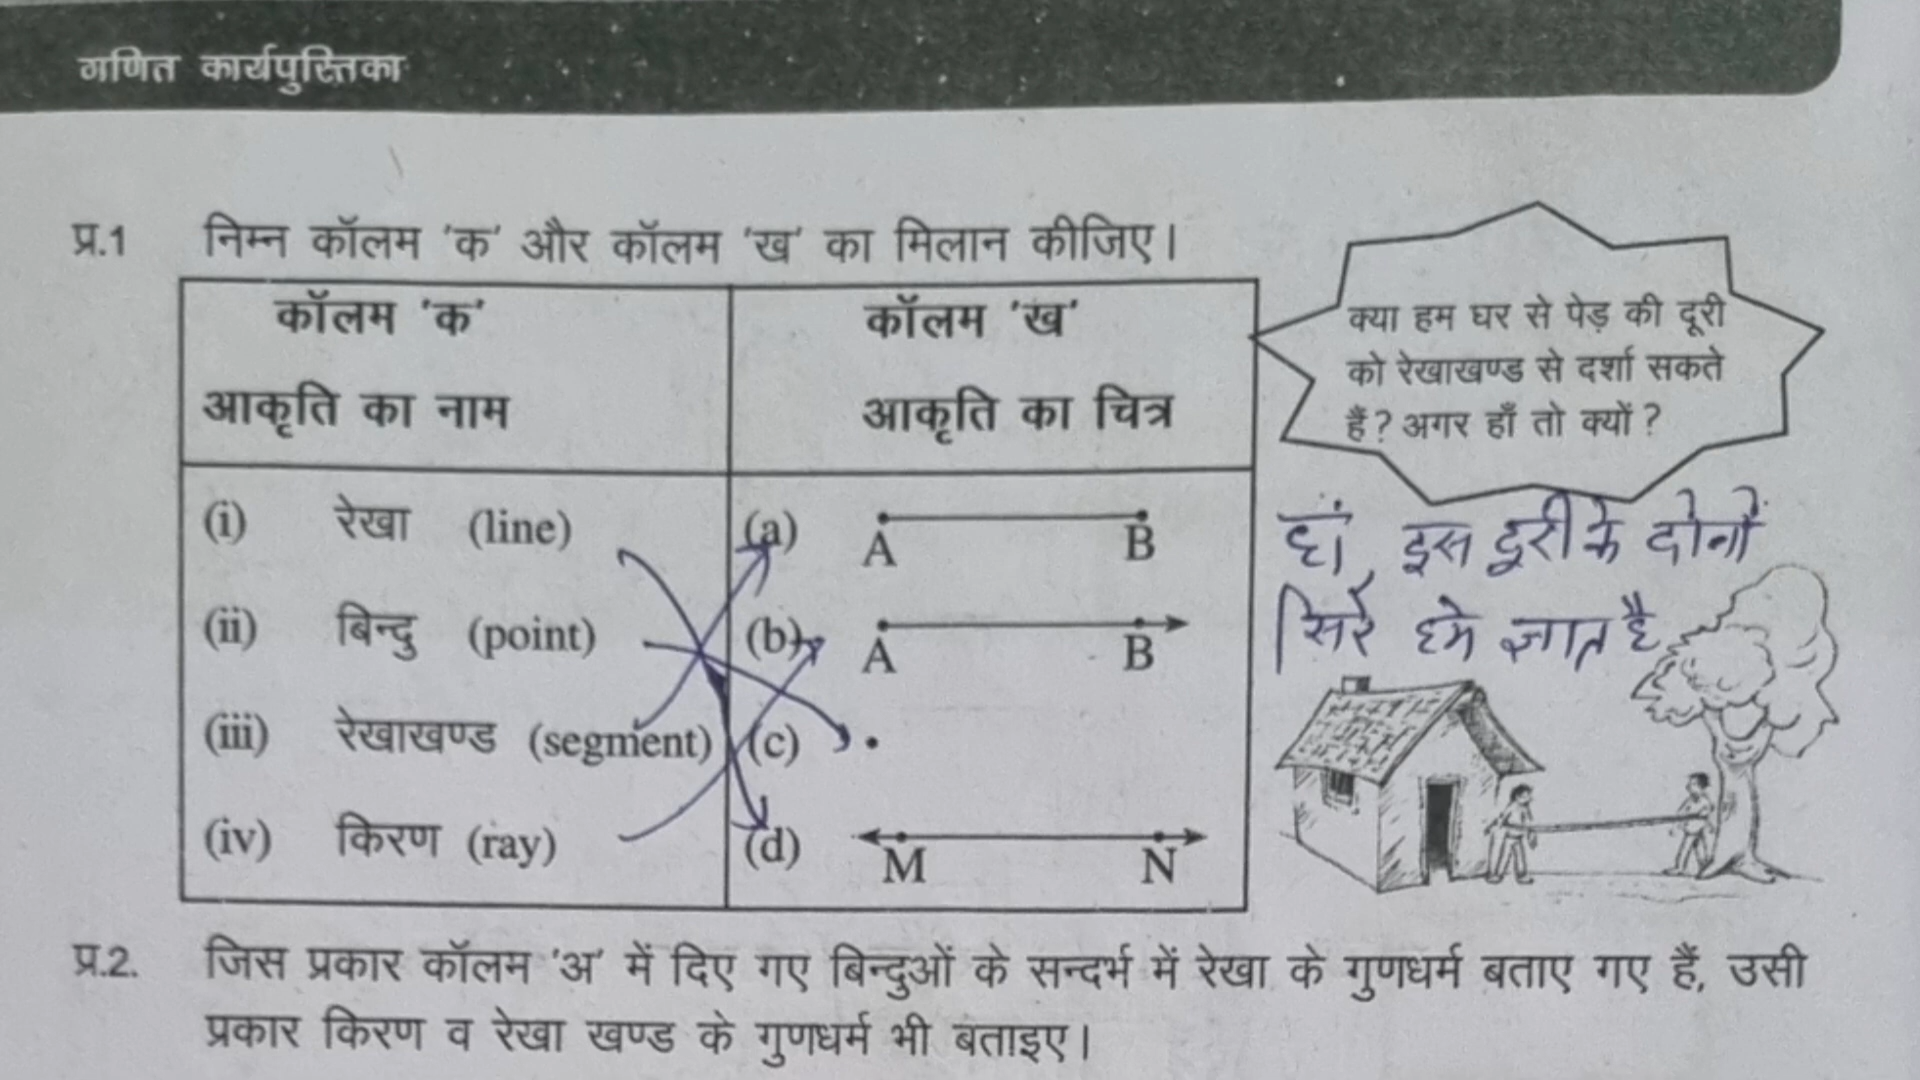 गणित कार्यपुस्तिका
प्र.1 निम्न कॉलम 'क' और कॉलम 'ख' का मिलान कीजिए।
कॉलम 'क' कॉलम 'ख'
आकृति का नाम आकृति का चित्र
(i) रेखा (line) (a) A B
(ii) बिन्दु (point) (b) A B
(iii) रेखाखण्ड (segment) (c)
(iv) किरण (ray) (d) M N
क्या हम घर से पेड़ की दूरी
को रेखाखण्ड से दर्शा सकते
हैं? अगर हाँ तो क्यों?
हां, इस दूरी के दोनों
सिरे हमे ज्ञात है
प्र.2. जिस प्रकार कॉलम 'अ' में दिए गए बिन्दुओं के सन्दर्भ में रेखा के गुणधर्म बताए गए हैं, उसी
प्रकार किरण व रेखा खण्ड के गुणधर्म भी बताइए।